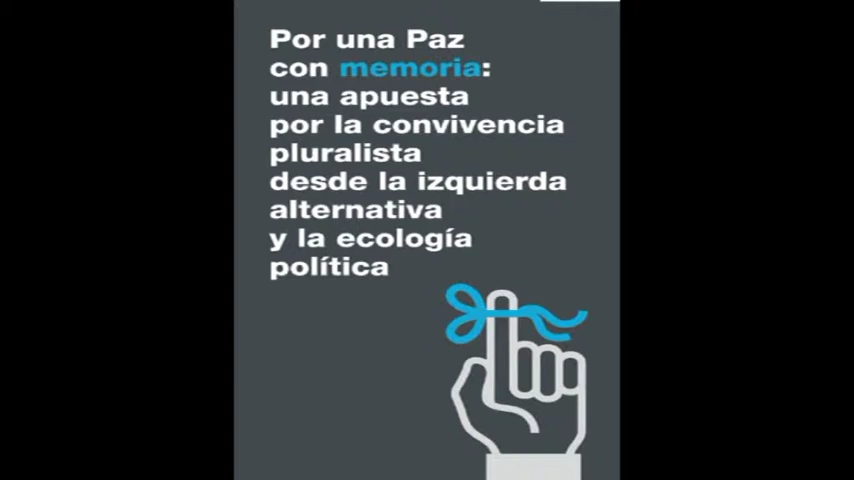 Por una Paz
con memoria:
una apuesta
por la convivencia
pluralista
desde la izquierda
alternativa
y la ecología
política